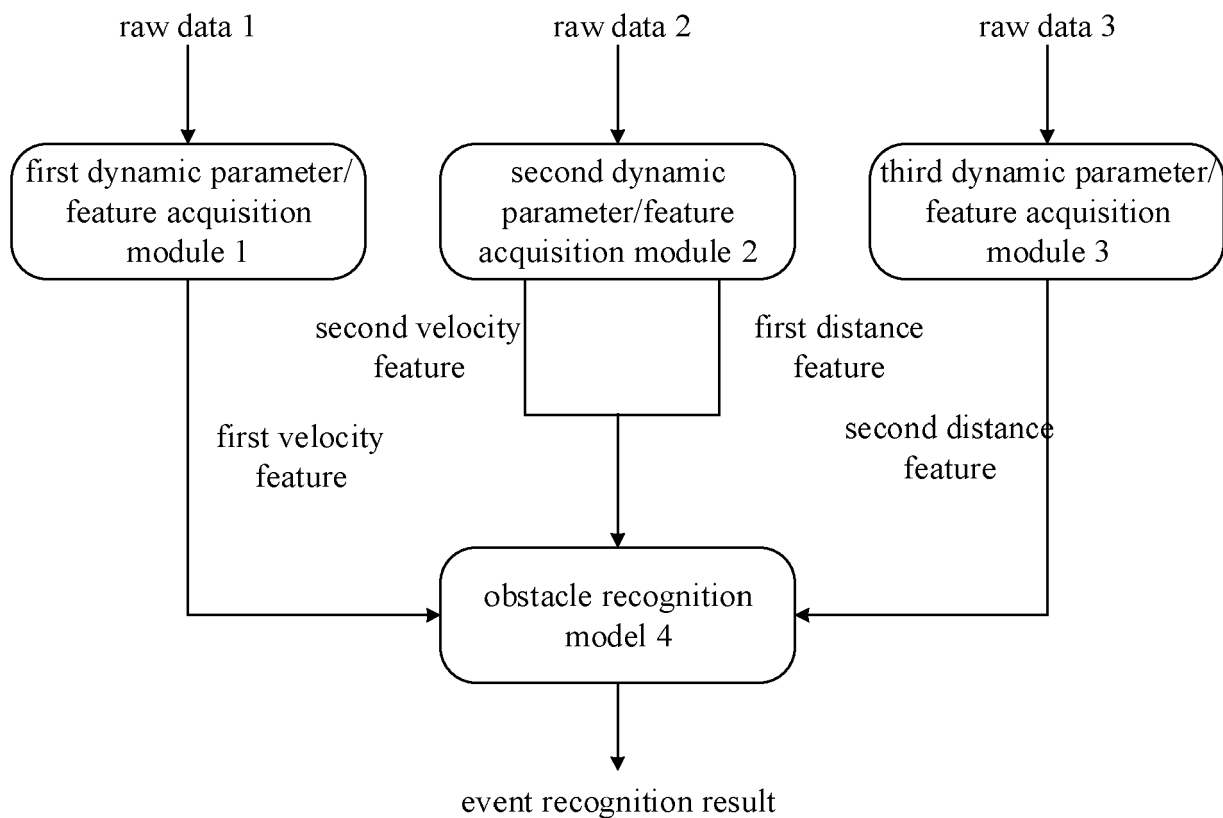 raw data 1
raw data 2
raw data 3
first dynamic parameter/
feature acquisition
module 1
second dynamic
parameter/feature
acquisition module 2
third dynamic parameter/
feature acquisition
module 3
second velocity
feature
first distance
feature
first velocity
feature
second distance
feature
obstacle recognition
model 4
event recognition result